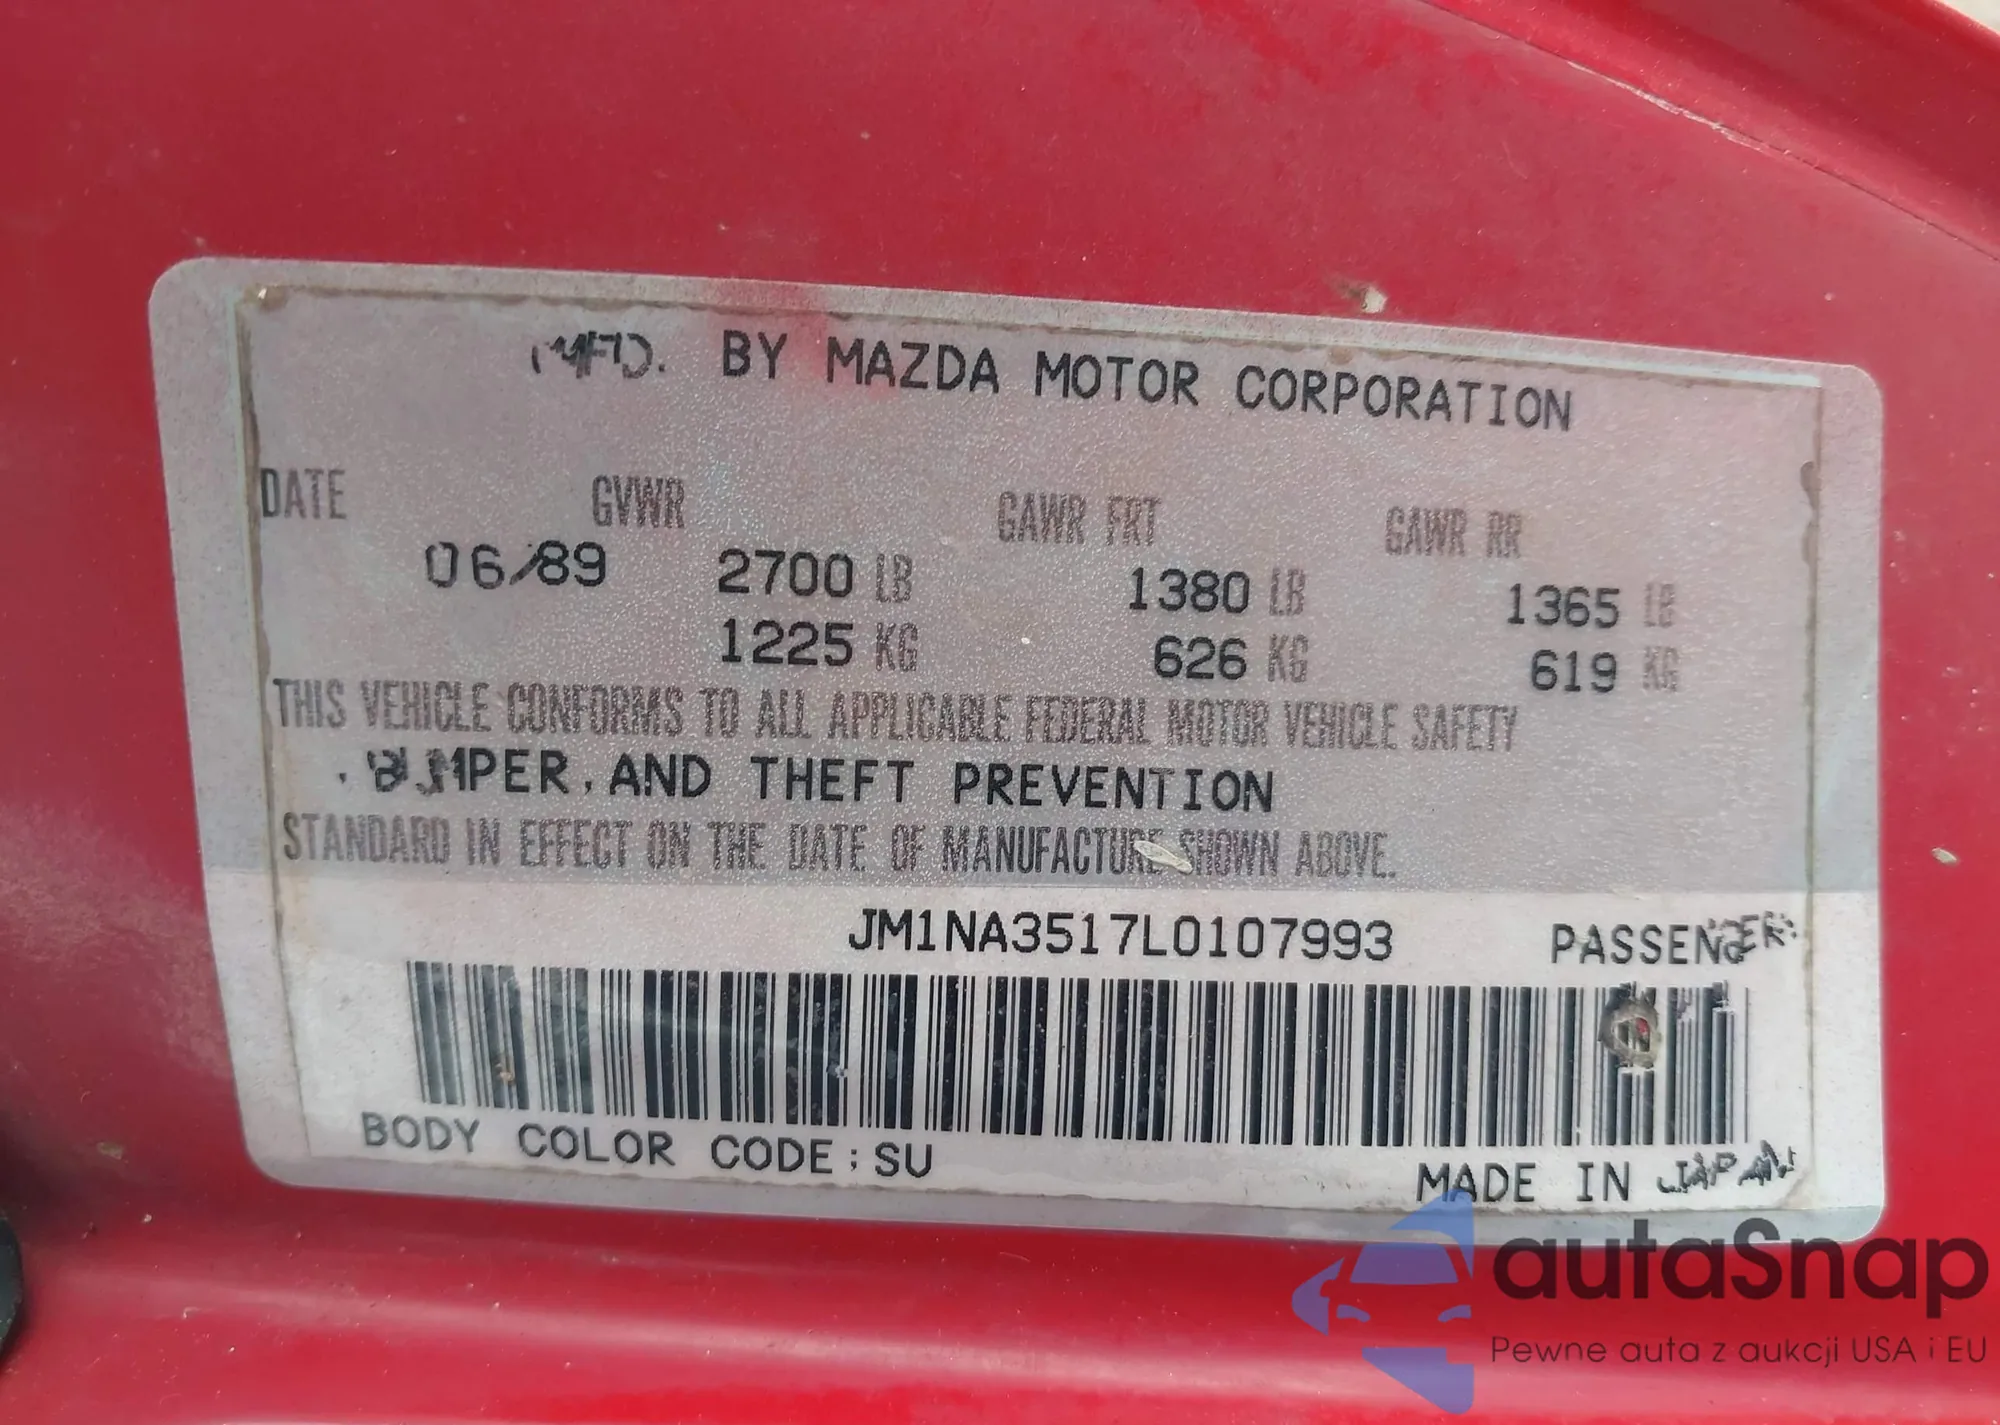 MFD. BY MAZDA MOTOR CORPORATION
DATE GVWR GAWR FRT GAWR RR
06/89 2700 LB 1380 LB 1365 LB
1225 KG 626 KG 619 KG
THIS VEHICLE CONFORMS TO ALL APPLICABLE FEDERAL MOTOR VEHICLE SAFETY
, BUMPER, AND THEFT PREVENTION
STANDARD IN EFFECT ON THE DATE OF MANUFACTURE SHOWN ABOVE.
JM1NA3517L0107993 PASSENGER
BODY COLOR CODE: SU
MADE IN JAPAN
autaSnap
Pewne auta z aukcji USA i EU